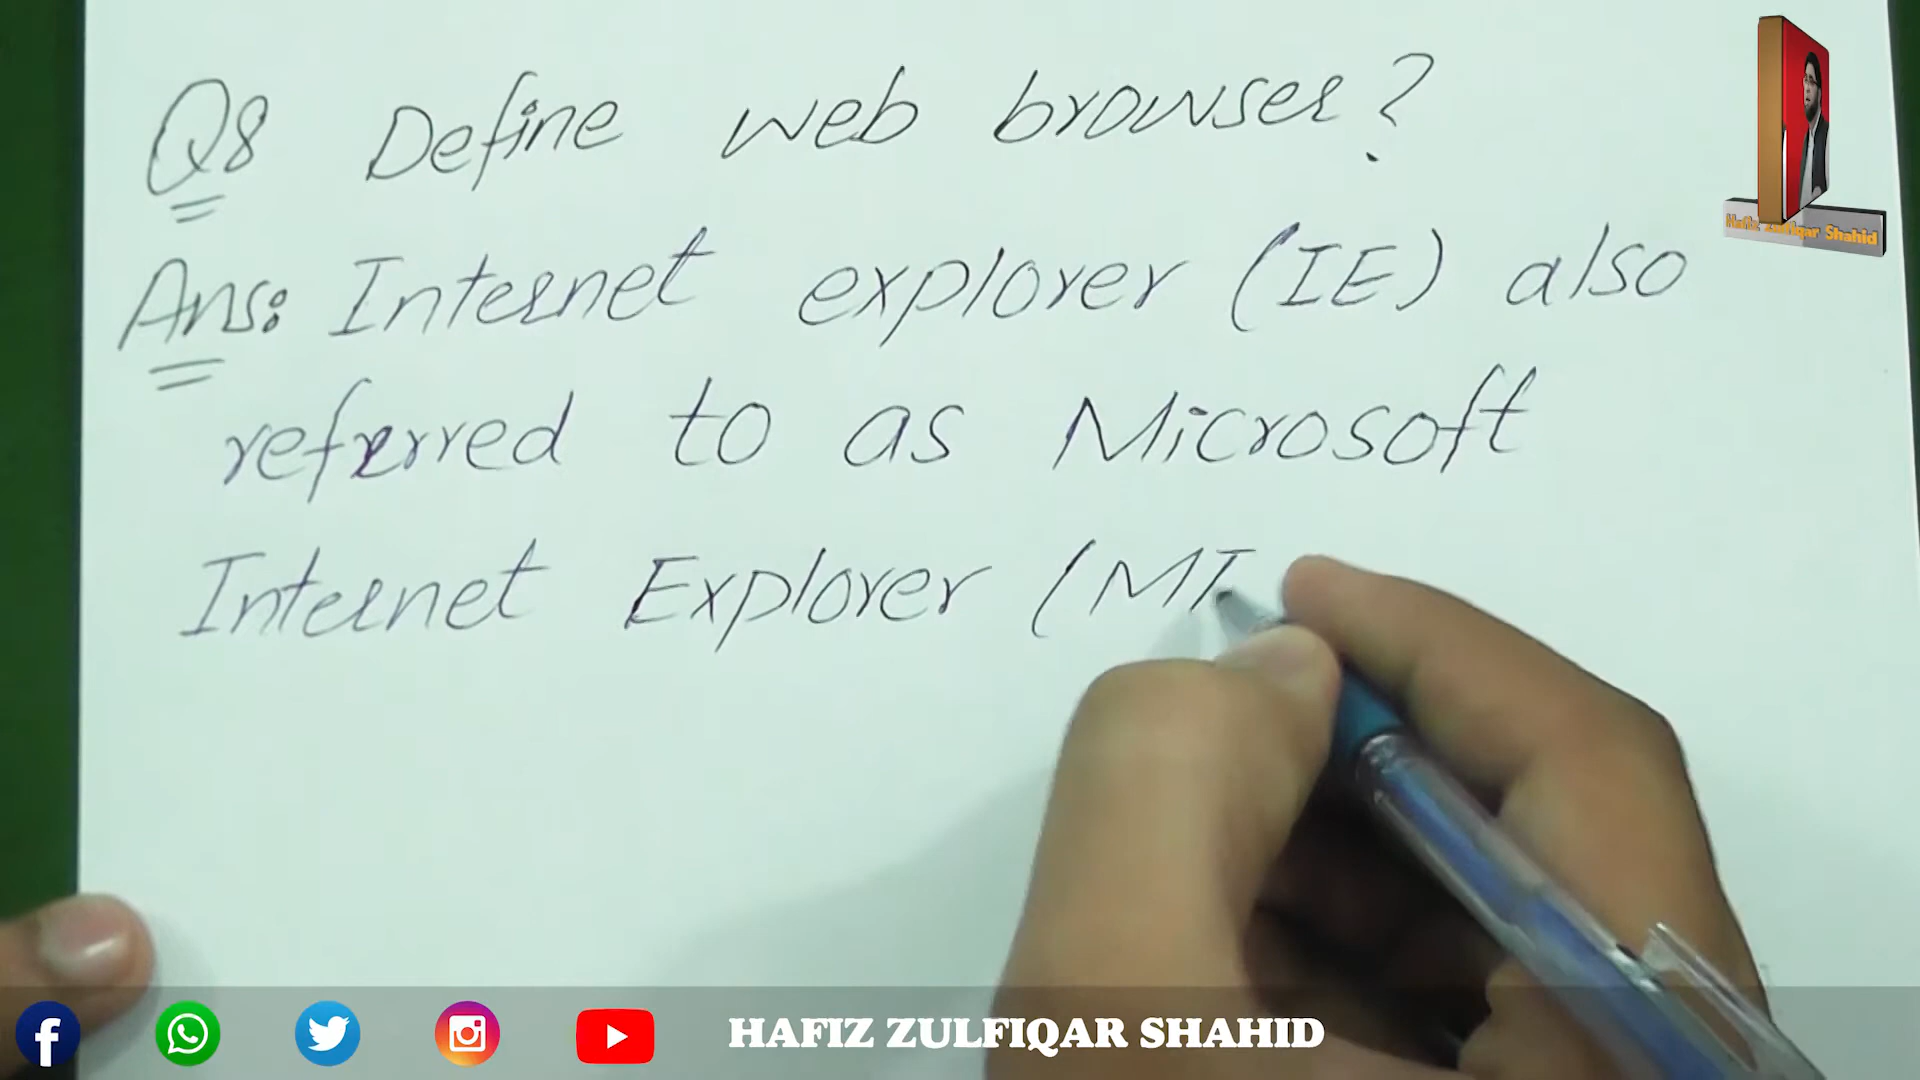 Q8 Define web browser?
Ans: Internet explorer (IE) also
referred to as Microsoft
Internet Explorer (MI
Hafiz Zulfiqar Shahid
HAFIZ ZULFIQAR SHAHID